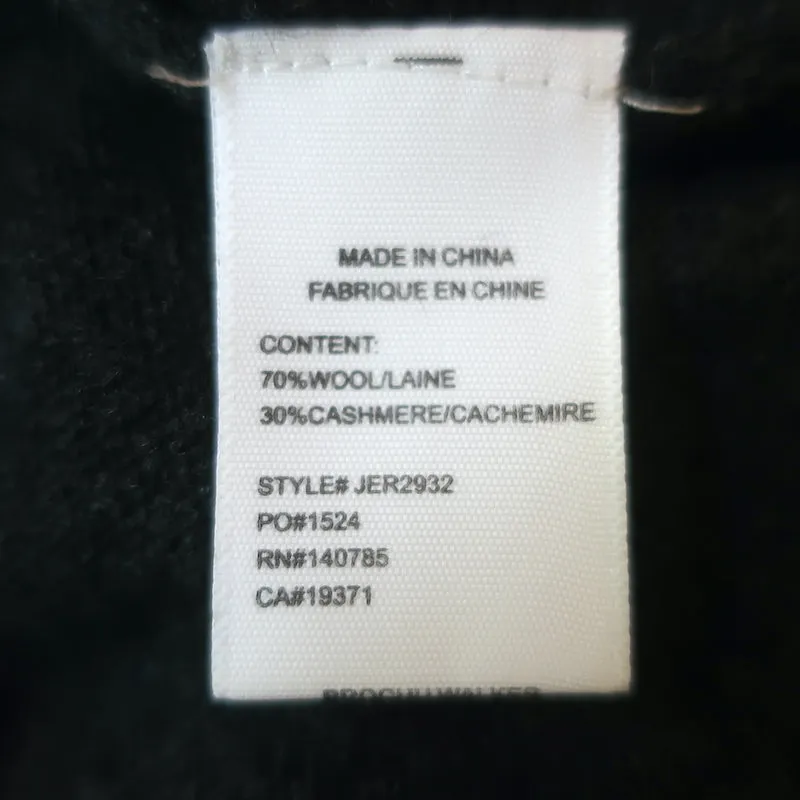 MADE IN CHINA
FABRIQUE EN CHINE
CONTENT:
70%WOOL/LAINE
30%CASHMERE/CACHEMIRE
STYLE# JER2932
PO#1524
RN#140785
CA#19371